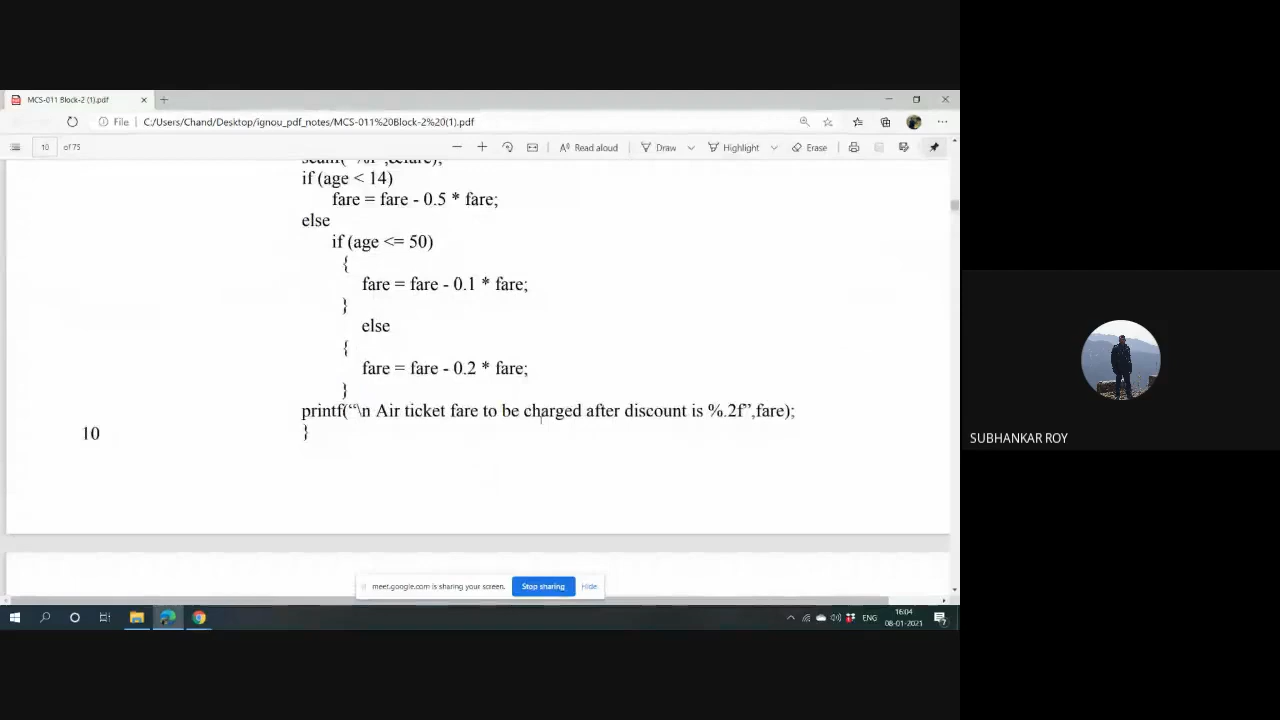 MCS-011 Block-2 (1).pdf
File | C:/Users/Chand/Desktop/ignou_pdf_notes/MCS-011%20Block-2%20(1).pdf
10 of 75
Read aloud Draw Highlight Erase
scanf("\n",&fare);
if (age < 14)
fare = fare - 0.5 * fare;
else
if (age <= 50)
{
fare = fare - 0.1 * fare;
}
else
{
fare = fare - 0.2 * fare;
}
printf(“\n Air ticket fare to be charged after discount is %.2f”,fare);
}
10
SUBHANKAR ROY
meet.google.com is sharing your screen. Stop sharing Hide
ENG
16:04
08-01-2021